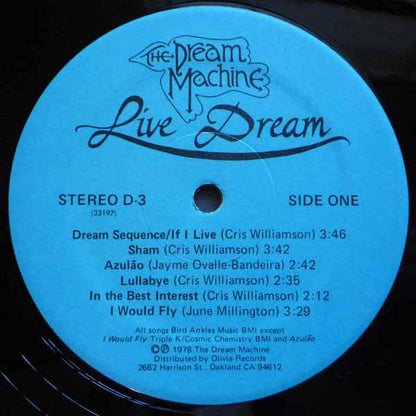 The Dream
Machine
Live Dream
STEREO D-3 SIDE ONE
(33197)
Dream Sequence/If I Live (Cris Williamson) 3:46
Sham (Cris Williamson) 3:42
Azulão (Jayme Ovalle-Bandeira) 2:42
Lullabye (Cris Williamson) 2:35
In the Best Interest (Cris Williamson) 2:12
I Would Fly (June Millington) 3:29
All songs Bird Ankles Music BMI except
I Would Fly Triple K/Cosmic Chemistry BMI and Azulão
©℗ 1978 The Dream Machine
Distributed by Olivia Records
2662 Harrison St., Oakland CA 94612